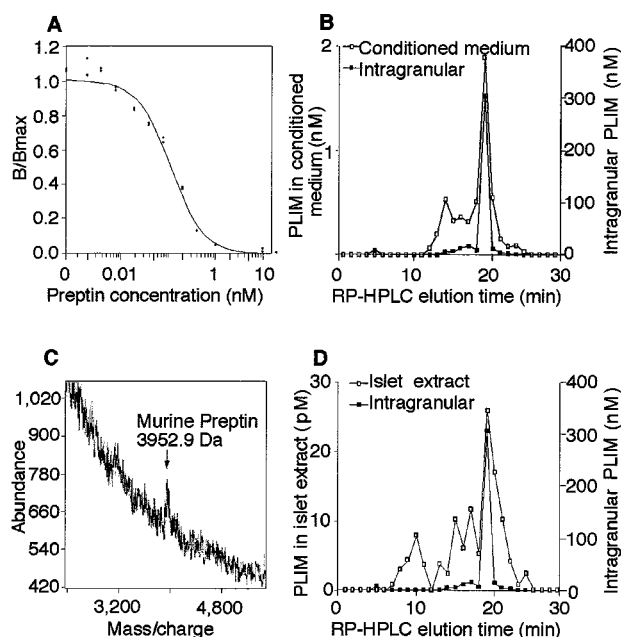 A
1.2
1.0
0.8
0.6
0.4
0.2
0.0
B/Bmax
0 0.01 1 10
Preptin concentration (nM)
B
2
1
PLIM in conditioned
medium (nM)
Conditioned medium
Intragranular
400
300
200
100
0
Intragranular PLIM (nM)
0 10 20 30
RP-HPLC elution time (min)
C
1,020
900
780
660
540
420
Abundance
Murine Preptin
3952.9 Da
3,200 4,800
Mass/charge
D
30
20
10
0
PLIM in islet extract (pM)
Islet extract
Intragranular
400
300
200
100
0
Intragranular PLIM (nM)
0 10 20 30
RP-HPLC elution time (min)